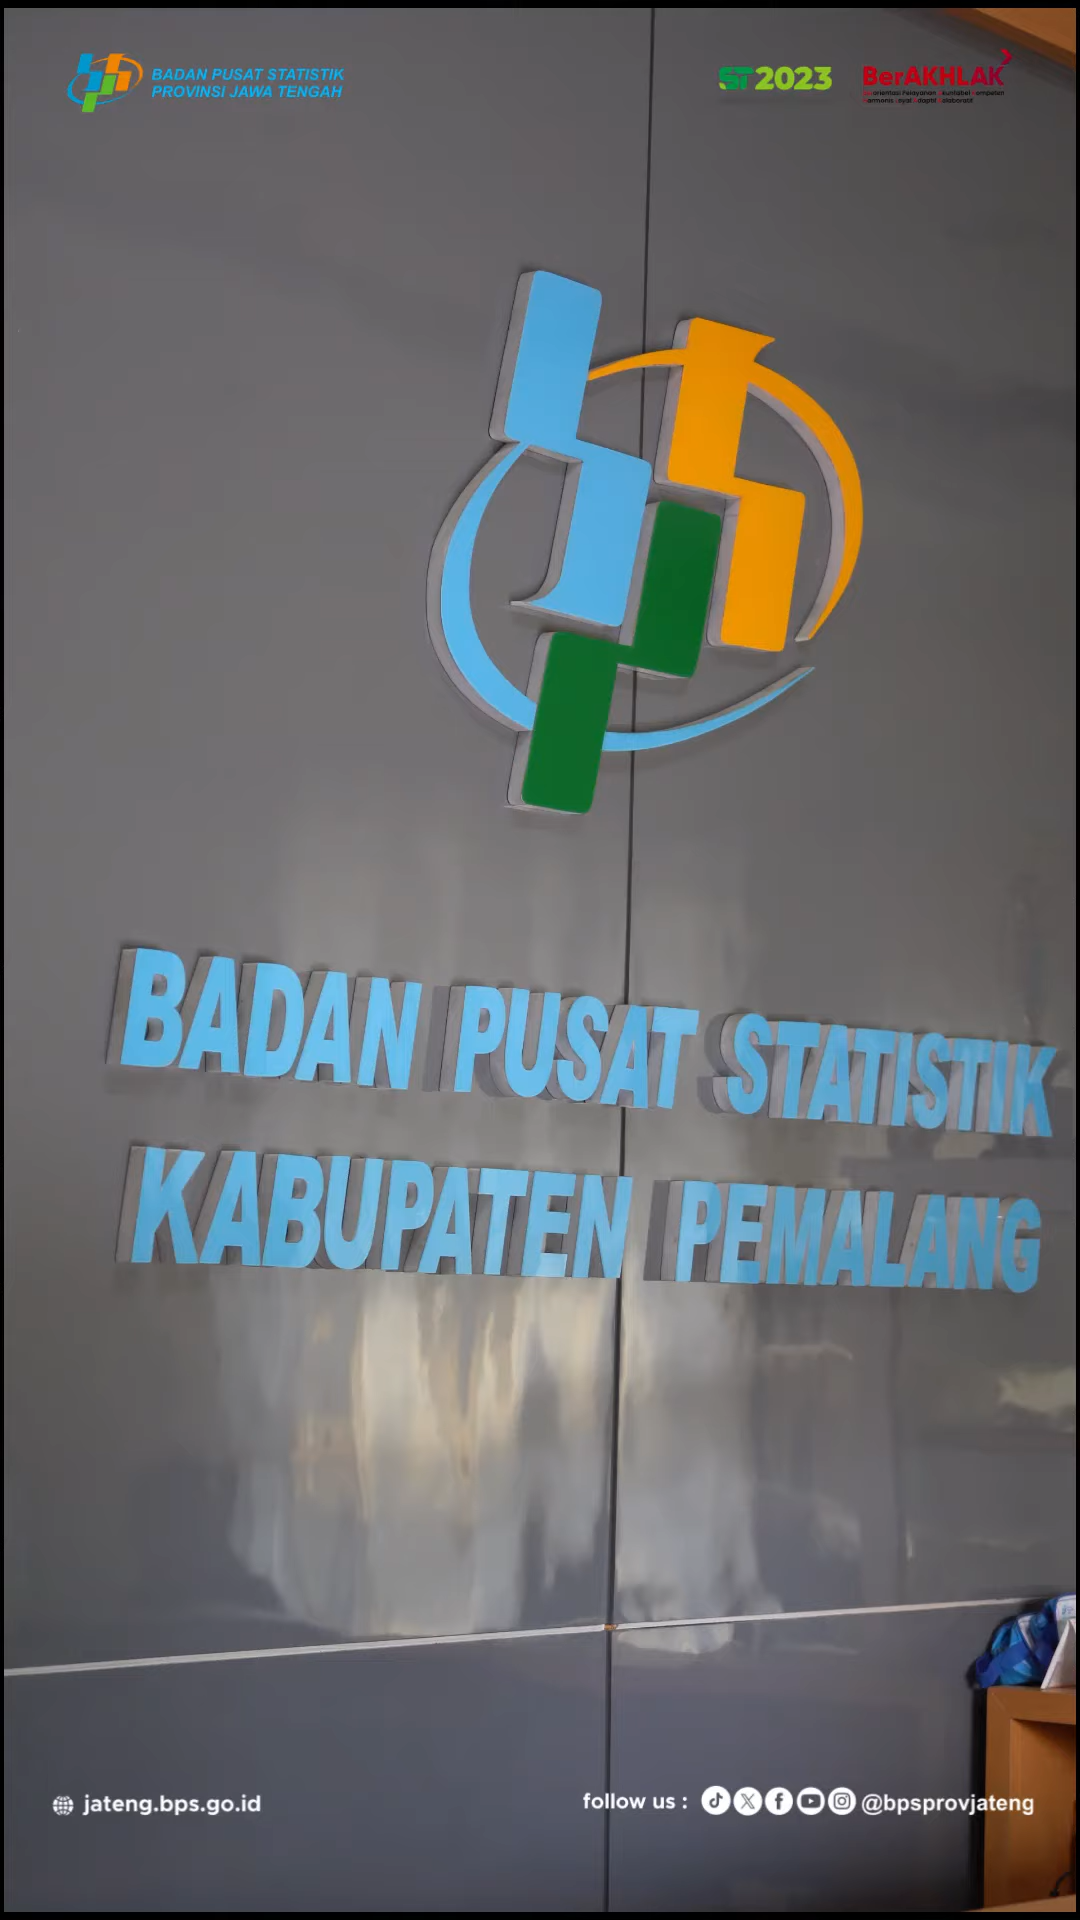 BADAN PUSAT STATISTIK
PROVINSI JAWA TENGAH
ST2023
BerAKHLAK
BADAN PUSAT STATISTIK
KABUPATEN PEMALANG
jateng.bps.go.id
follow us : @bpsprovjateng